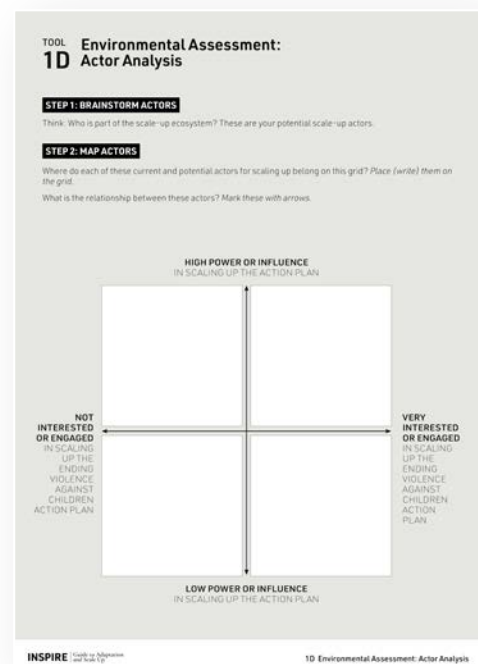 TOOL
1D
Environmental Assessment:
Actor Analysis
STEP 1: BRAINSTORM ACTORS
Think: Who is part of the scale-up ecosystem? These are your potential scale-up actors.
STEP 2: MAP ACTORS
Where do each of these current and potential actors for scaling up belong on this grid? Place (write) them on
the grid.
What is the relationship between these actors? Mark these with arrows.
HIGH POWER OR INFLUENCE
IN SCALING UP THE ACTION PLAN
NOT
INTERESTED
OR ENGAGED
IN SCALING
UP THE
ENDING
VIOLENCE
AGAINST
CHILDREN
ACTION PLAN
VERY
INTERESTED
OR ENGAGED
IN SCALING
UP THE
ENDING
VIOLENCE
AGAINST
CHILDREN
ACTION
PLAN
LOW POWER OR INFLUENCE
IN SCALING UP THE ACTION PLAN
INSPIRE
Guide to Adaptation
and Scale Up
1D Environmental Assessment: Actor Analysis